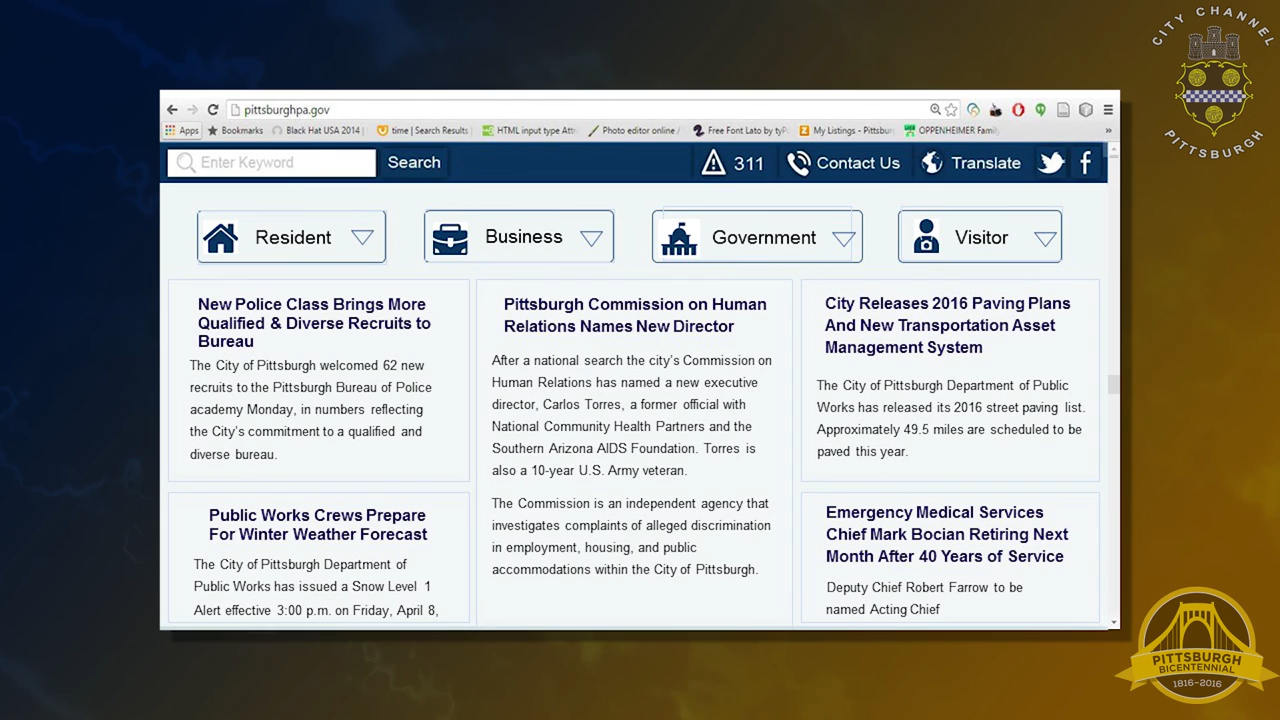 CITY CHANNEL
PITTSBURGH
pittsburghpa.gov
Apps Bookmarks Black Hat USA 2014 | time | Search Results HTML input type Attr Photo editor online / Free Font Lato by tyP My Listings - Pittsbur OPPENHEIMER Family »
Enter Keyword Search 311 Contact Us Translate
Resident Business Government Visitor
New Police Class Brings More
Qualified & Diverse Recruits to
Bureau
The City of Pittsburgh welcomed 62 new
recruits to the Pittsburgh Bureau of Police
academy Monday, in numbers reflecting
the City's commitment to a qualified and
diverse bureau.
Public Works Crews Prepare
For Winter Weather Forecast
The City of Pittsburgh Department of
Public Works has issued a Snow Level 1
Alert effective 3:00 p.m. on Friday, April 8,
Pittsburgh Commission on Human
Relations Names New Director
After a national search the city's Commission on
Human Relations has named a new executive
director, Carlos Torres, a former official with
National Community Health Partners and the
Southern Arizona AIDS Foundation. Torres is
also a 10-year U.S. Army veteran.
The Commission is an independent agency that
investigates complaints of alleged discrimination
in employment, housing, and public
accommodations within the City of Pittsburgh.
City Releases 2016 Paving Plans
And New Transportation Asset
Management System
The City of Pittsburgh Department of Public
Works has released its 2016 street paving list.
Approximately 49.5 miles are scheduled to be
paved this year.
Emergency Medical Services
Chief Mark Bocian Retiring Next
Month After 40 Years of Service
Deputy Chief Robert Farrow to be
named Acting Chief
PITTSBURGH
BICENTENNIAL
1816-2016